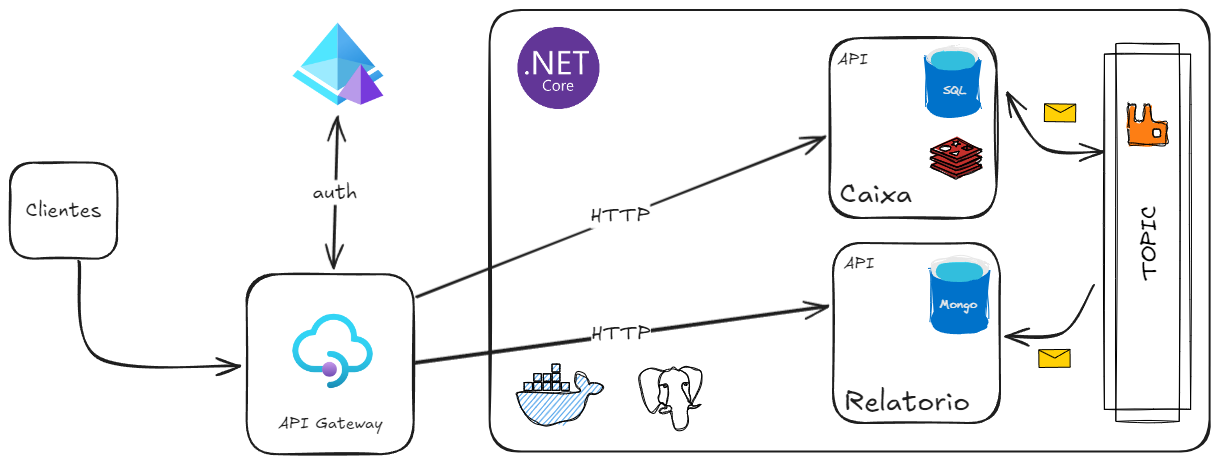 .NET
Core
API
SQL
Caixa
Clientes
auth
HTTP
TOPIC
API
Mongo
HTTP
Relatorio
API Gateway